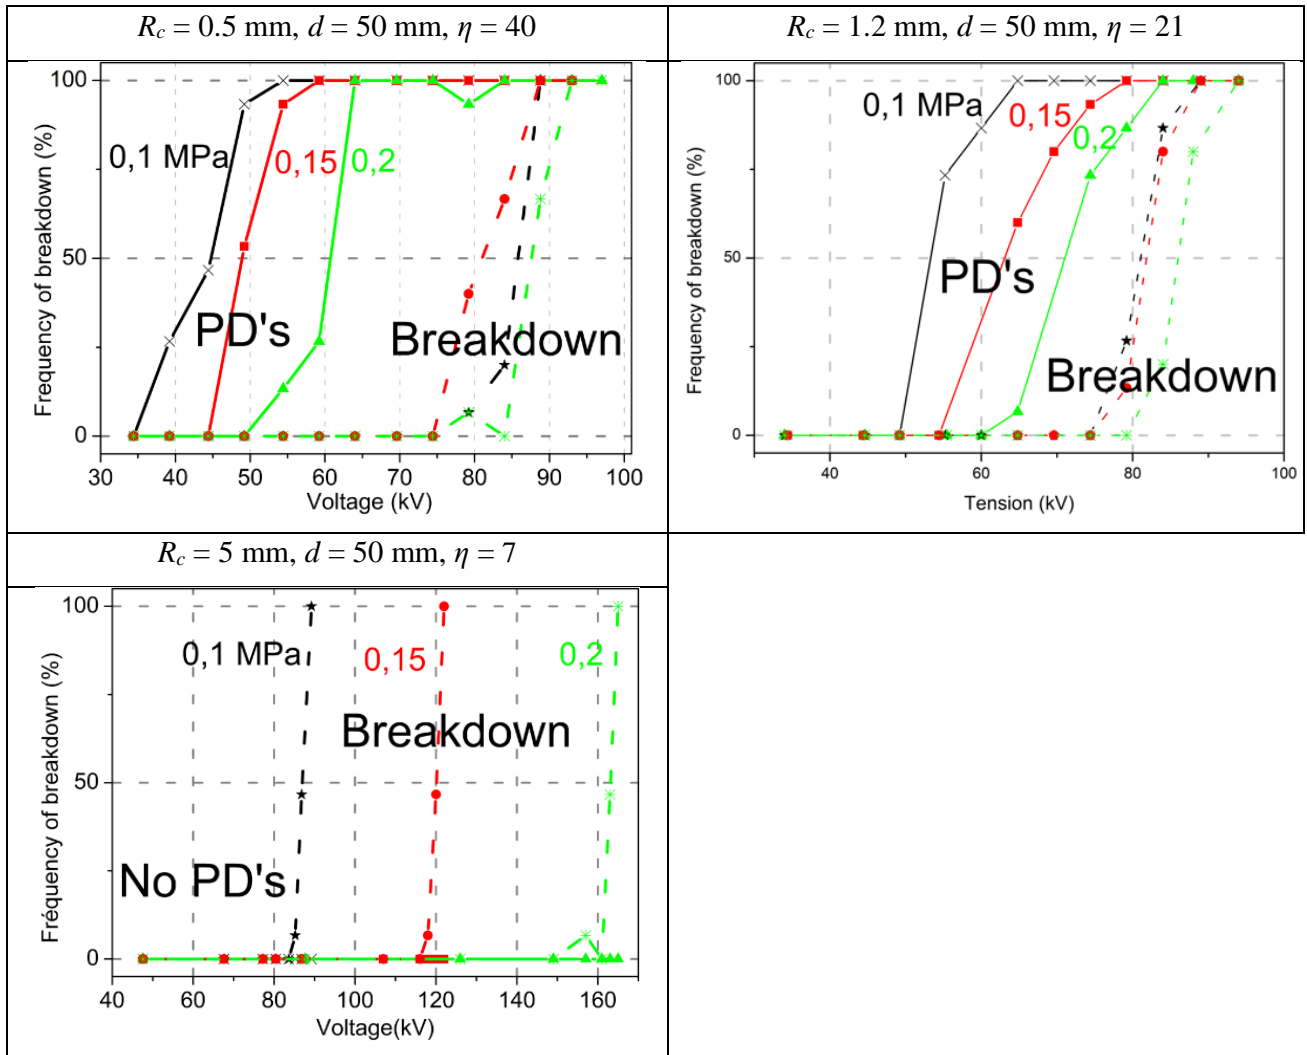 Rc = 0.5 mm, d = 50 mm, η = 40
Frequency of breakdown (%)
100
50
0
0,1 MPa
0,15
0,2
PD's
Breakdown
30 40 50 60 70 80 90 100
Voltage (kV)
Rc = 1.2 mm, d = 50 mm, η = 21
Frequency of breakdown (%)
100
50
0
0,1 MPa
0,15
0,2
PD's
Breakdown
40 60 80 100
Tension (kV)
Rc = 5 mm, d = 50 mm, η = 7
Fréquency of breakdown (%)
100
50
0
0,1 MPa
0,15
0,2
Breakdown
No PD's
40 60 80 100 120 140 160
Voltage(kV)